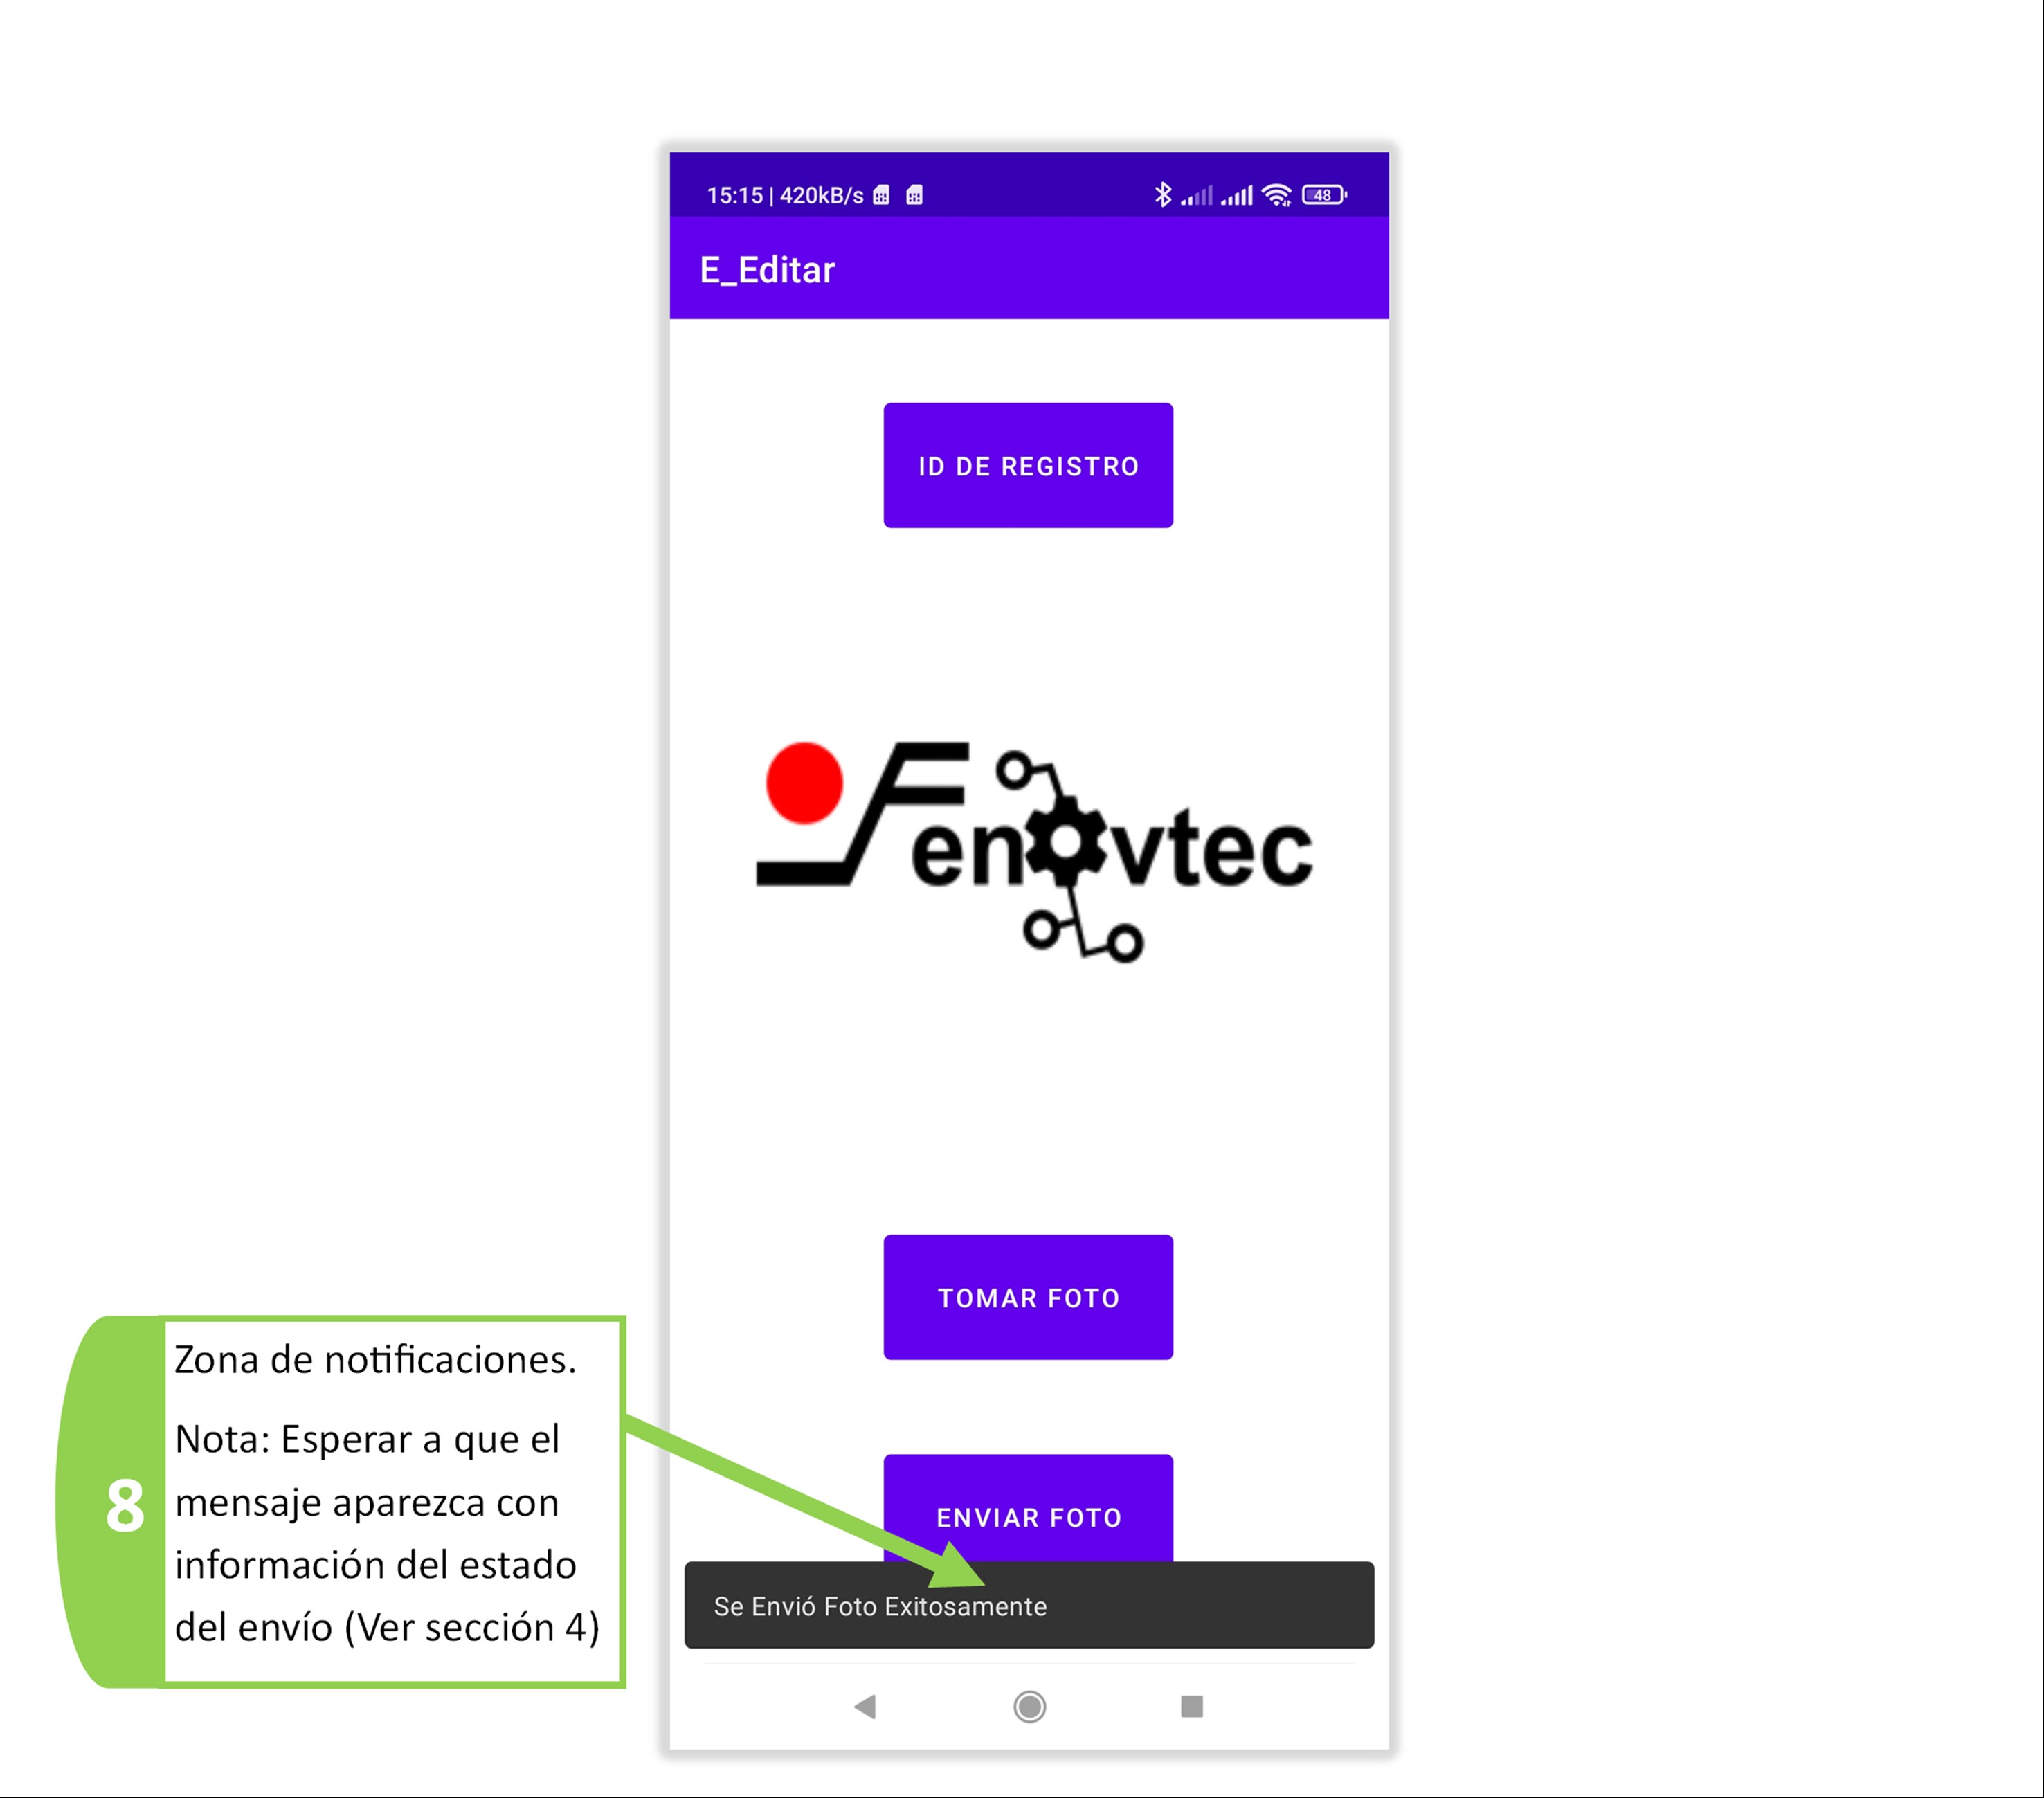 15:15 | 420kB/s
48
E_Editar
ID DE REGISTRO
Fenovtec
TOMAR FOTO
ENVIAR FOTO
Se Envió Foto Exitosamente
8
Zona de notificaciones.
Nota: Esperar a que el
mensaje aparezca con
información del estado
del envío (Ver sección 4)